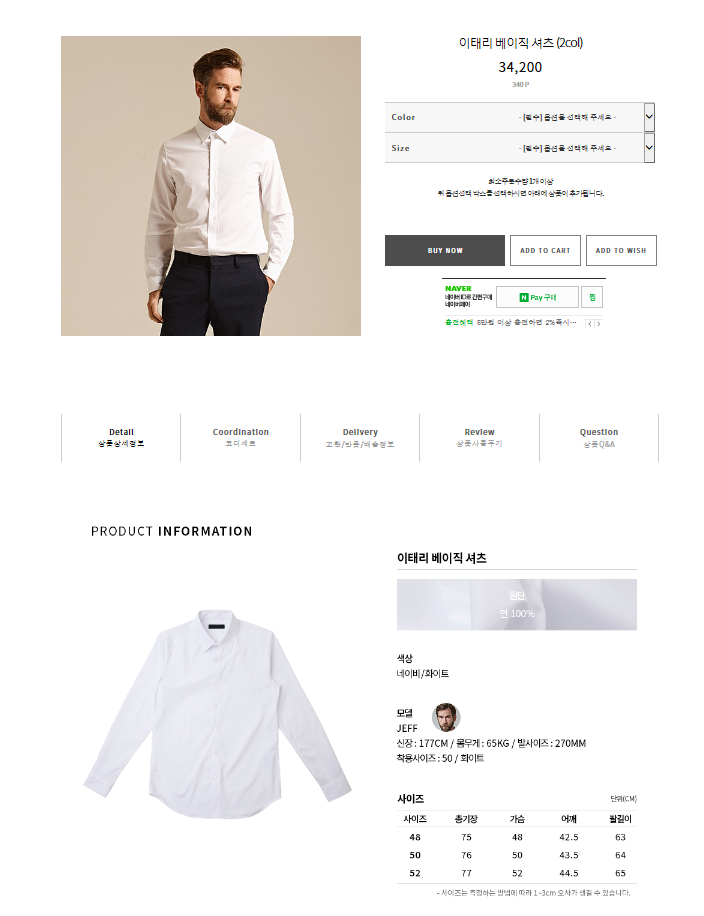 이태리 베이직 셔츠 (2col)
34,200
340 P
Color - [필수] 옵션을 선택해 주세요 -
Size - [필수] 옵션을 선택해 주세요 -
최소주문수량 1개 이상
위 옵션선택 박스를 선택하시면 아래에 상품이 추가됩니다.
BUY NOW ADD TO CART ADD TO WISH
NAVER
네이버 ID로 간편구매
네이버페이
N Pay 구매 찜
충전혜택 6만원 이상 충전하면 2%즉시···
Detail Coordination Delivery Review Question
상품상세정보 코디세트 교환/반품/배송정보 상품사용후기 상품Q&A
PRODUCT INFORMATION
이태리 베이직 셔츠
원단
면 100%
색상
네이비/화이트
모델
JEFF
신장 : 177CM / 몸무게 : 65KG / 발사이즈 : 270MM
착용사이즈 : 50 / 화이트
사이즈 단위(CM)
사이즈 총기장 가슴 어깨 팔길이
48 75 48 42.5 63
50 76 50 43.5 64
52 77 52 44.5 65
- 사이즈는 측정하는 방법에 따라 1~3cm 오차가 생길 수 있습니다.